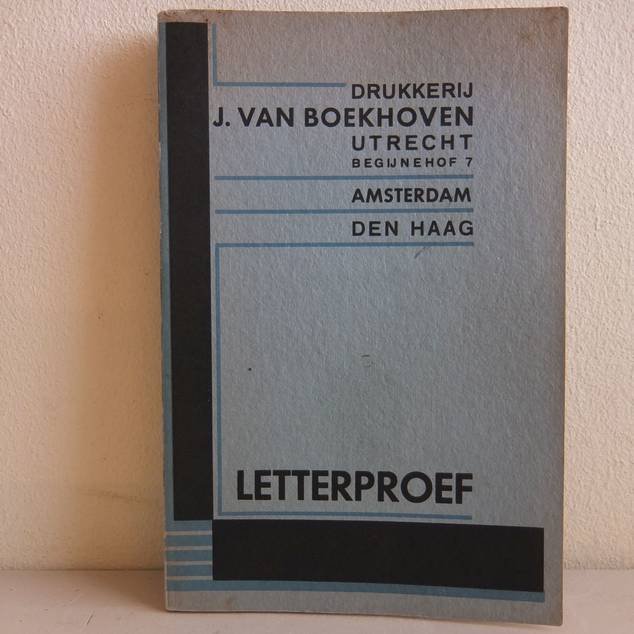 DRUKKERIJ
J. VAN BOEKHOVEN
UTRECHT
BEGIJNEHOF 7
AMSTERDAM
DEN HAAG
LETTERPROEF